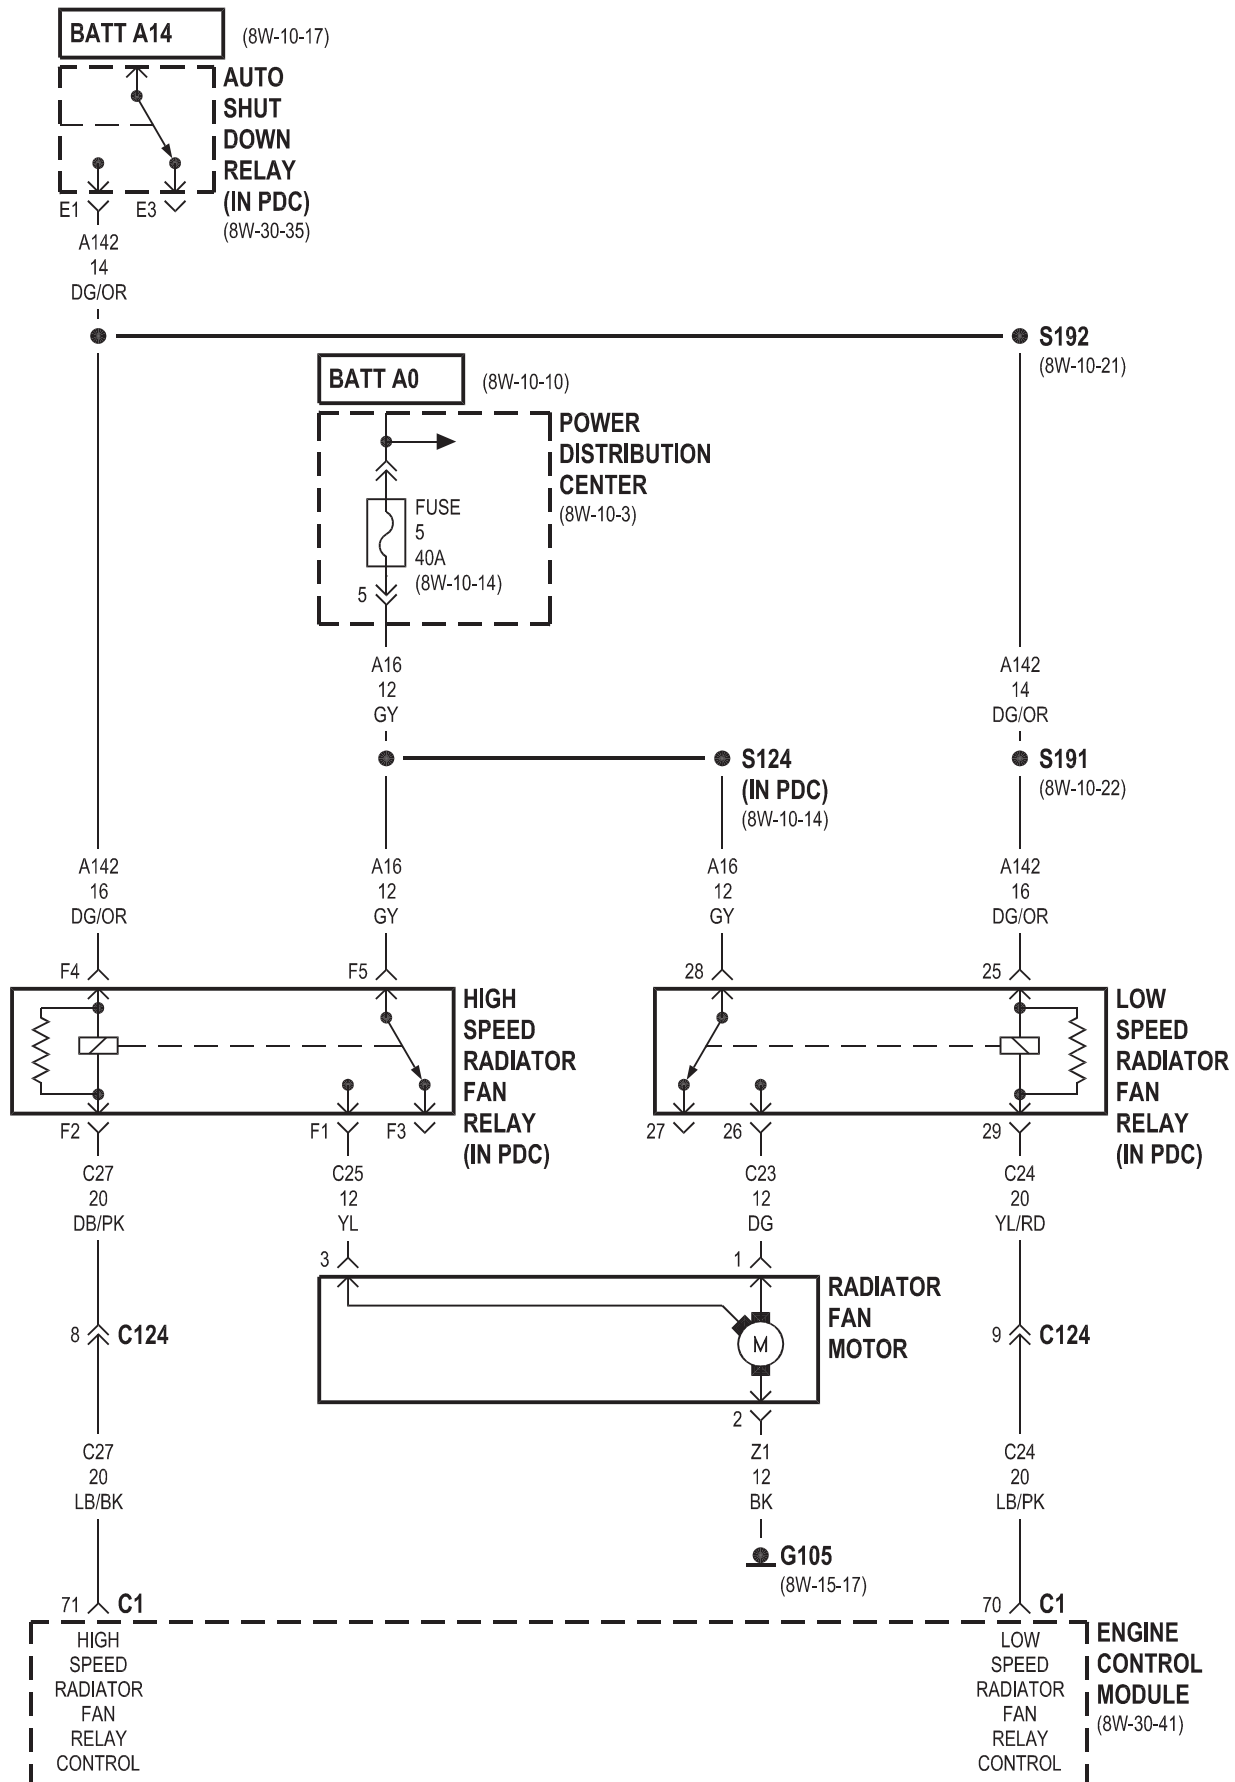 BATT A14 (8W-10-17)
AUTO
SHUT
DOWN
RELAY
(IN PDC)
(8W-30-35)
E1 E3
A142
14
DG/OR
S192
(8W-10-21)
BATT A0 (8W-10-10)
POWER
DISTRIBUTION
CENTER
(8W-10-3)
FUSE
5
40A
(8W-10-14)
5
A16
12
GY
A142
14
DG/OR
S124
(IN PDC)
(8W-10-14)
S191
(8W-10-22)
A142
16
DG/OR
A16
12
GY
A16
12
GY
A142
16
DG/OR
F4 F5 28 25
HIGH
SPEED
RADIATOR
FAN
RELAY
(IN PDC)
LOW
SPEED
RADIATOR
FAN
RELAY
(IN PDC)
F2 F1 F3 27 26 29
C27
20
DB/PK
C25
12
YL
C23
12
DG
C24
20
YL/RD
3 1
RADIATOR
FAN
MOTOR
M
8 C124
9 C124
2
C27
20
LB/BK
Z1
12
BK
C24
20
LB/PK
G105
(8W-15-17)
71 C1
70 C1
HIGH
SPEED
RADIATOR
FAN
RELAY
CONTROL
LOW
SPEED
RADIATOR
FAN
RELAY
CONTROL
ENGINE
CONTROL
MODULE
(8W-30-41)